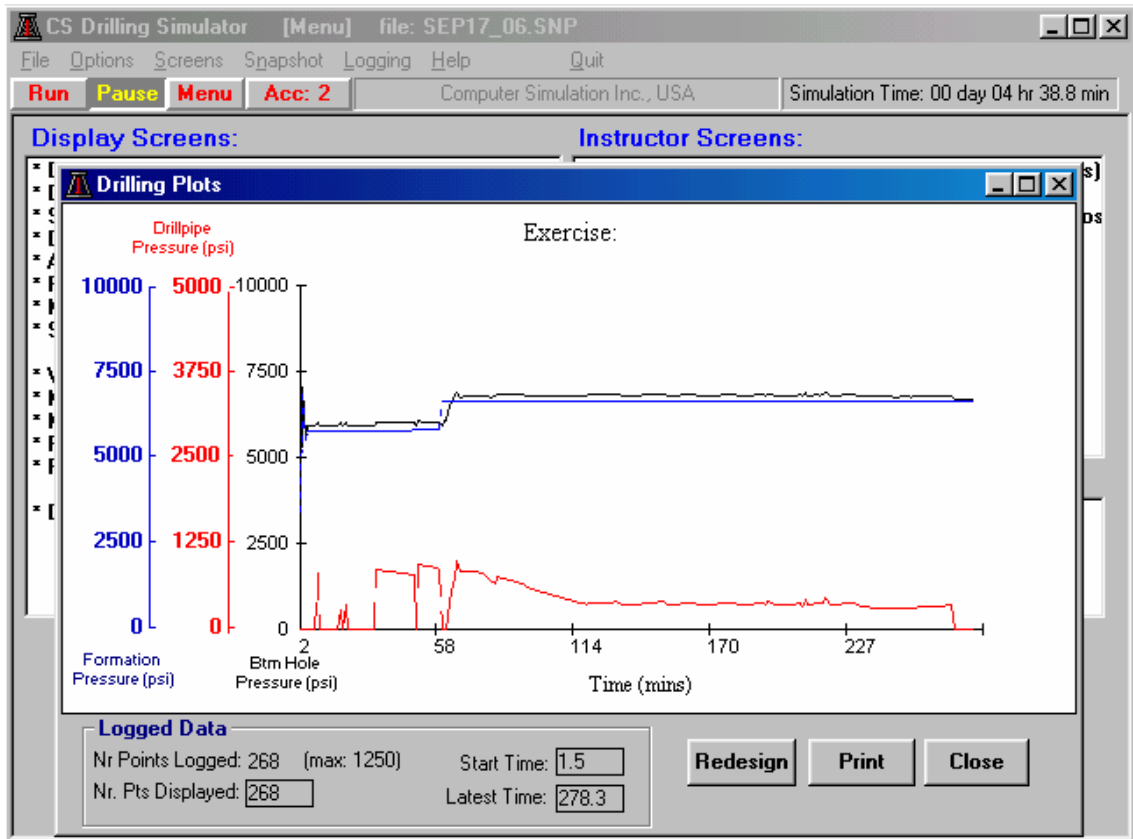 CS Drilling Simulator [Menu] file: SEP17_06.SNP
File Options Screens Snapshot Logging Help Quit
Run Pause Menu Acc: 2 Computer Simulation Inc., USA Simulation Time: 00 day 04 hr 38.8 min
Display Screens: Instructor Screens:
Drilling Plots
Exercise:
Drillpipe
Pressure (psi)
10000 5000 10000
7500 3750 7500
5000 2500 5000
2500 1250 2500
0 0 0
2 58 114 170 227
Formation
Pressure (psi)
Btm Hole
Pressure (psi)
Time (mins)
Logged Data
Nr Points Logged: 268 (max: 1250) Start Time: 1.5
Nr. Pts Displayed: 268 Latest Time: 278.3
Redesign Print Close